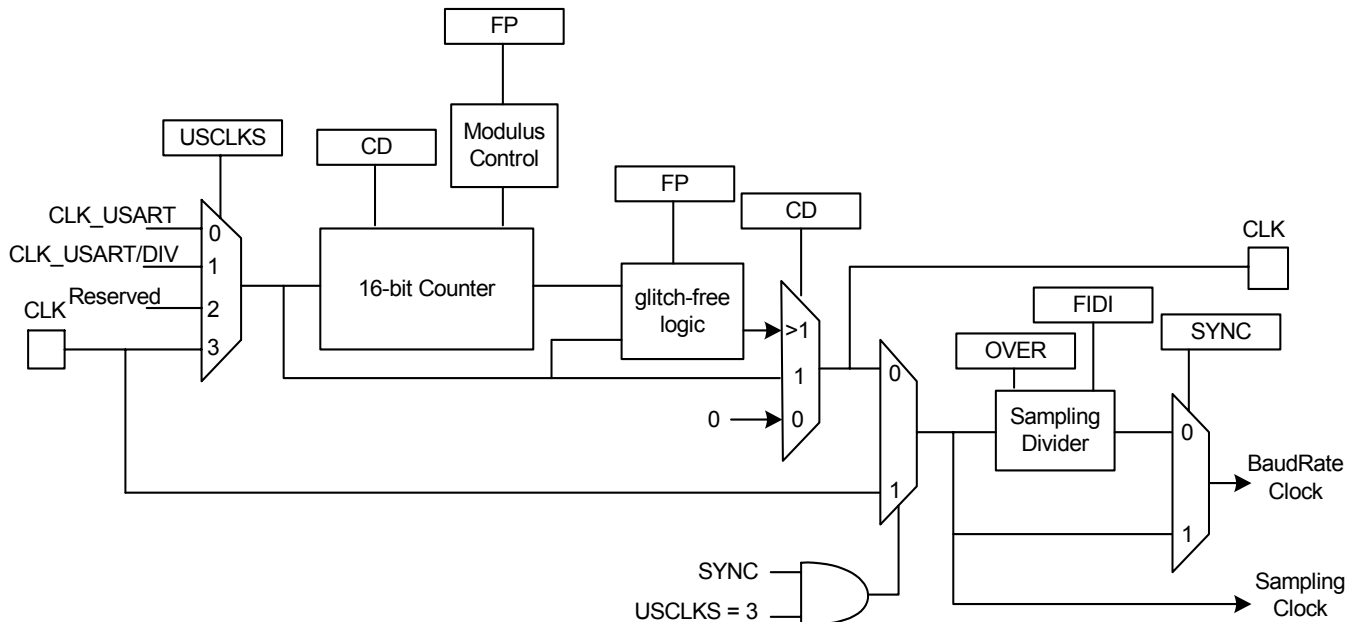 FP
USCLKS
CD
Modulus
Control
FP
CD
CLK_USART
CLK_USART/DIV
Reserved
CLK
0
1
2
3
16-bit Counter
glitch-free
logic
>1
1
0
0
CLK
FIDI
OVER
SYNC
0
1
Sampling
Divider
0
1
BaudRate
Clock
SYNC
USCLKS = 3
Sampling
Clock